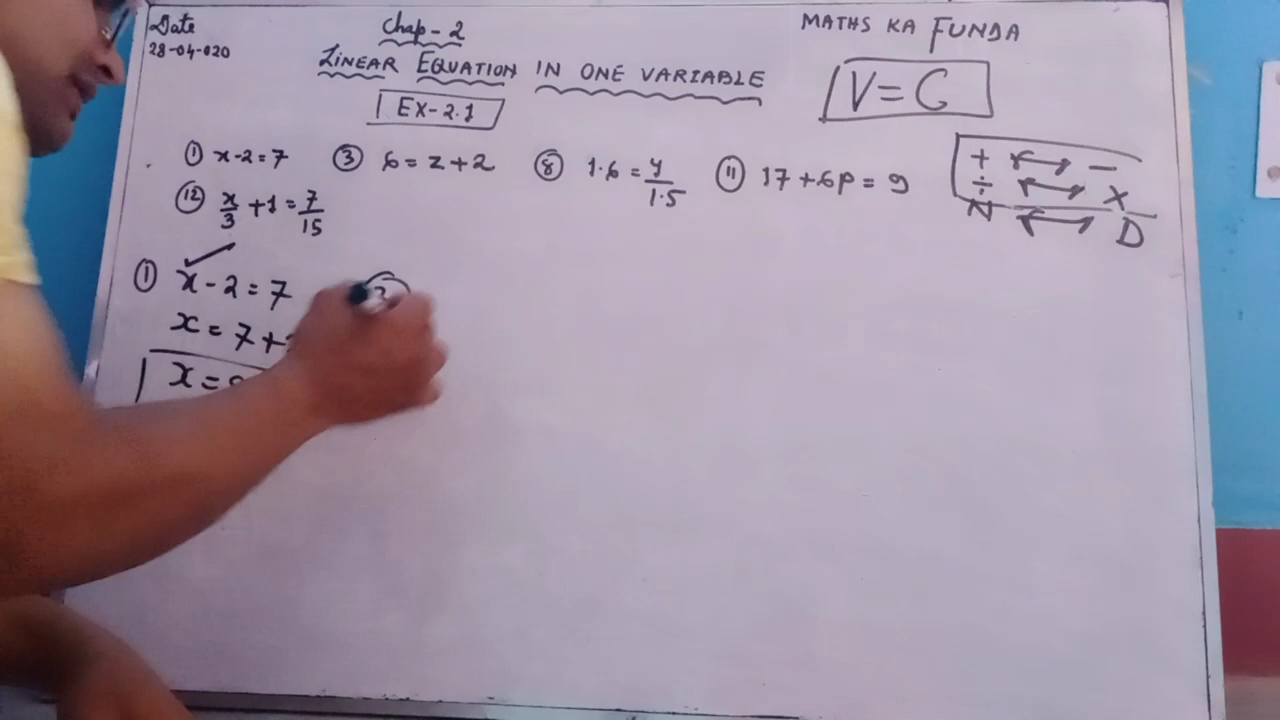 Date
28-04-020
Chap-2
LINEAR EQUATION IN ONE VARIABLE
EX-2.1
MATHS KA FUNDA
V=C
① x-2=7 ③ 6=z+2 ⑧ 1.6=y/1.5 ⑪ 17+6p=9
⑫ x/3+1=7/15
+ ↔ -
÷ ↔ ×
N ↔ D
① x-2=7
x=7+
x=